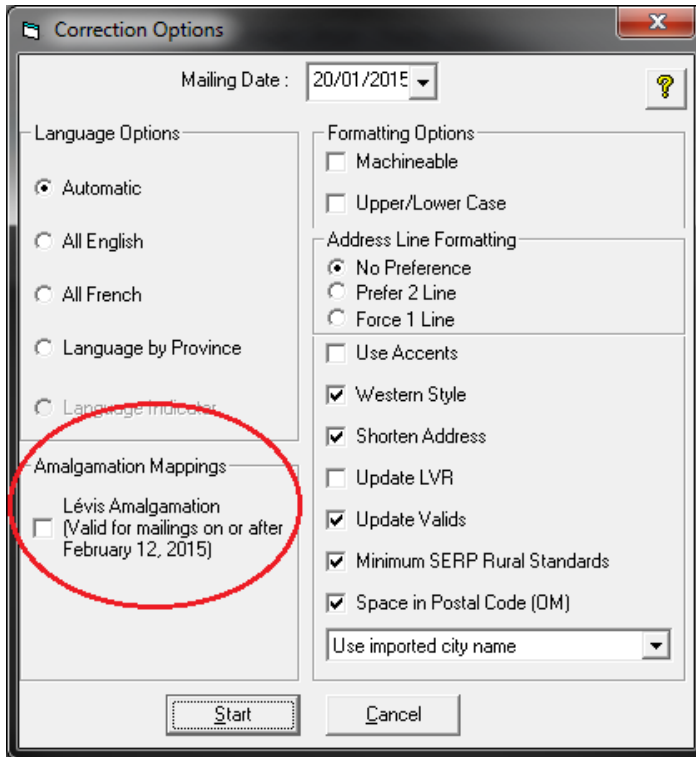 Correction Options
x
Mailing Date :
20/01/2015
?
Language Options
Automatic
All English
All French
Language by Province
Language Indicator
Amalgamation Mappings
Lévis Amalgamation
(Valid for mailings on or after
February 12, 2015)
Formatting Options
Machineable
Upper/Lower Case
Address Line Formatting
No Preference
Prefer 2 Line
Force 1 Line
Use Accents
Western Style
Shorten Address
Update LVR
Update Valids
Minimum SERP Rural Standards
Space in Postal Code (OM)
Use imported city name
Start
Cancel